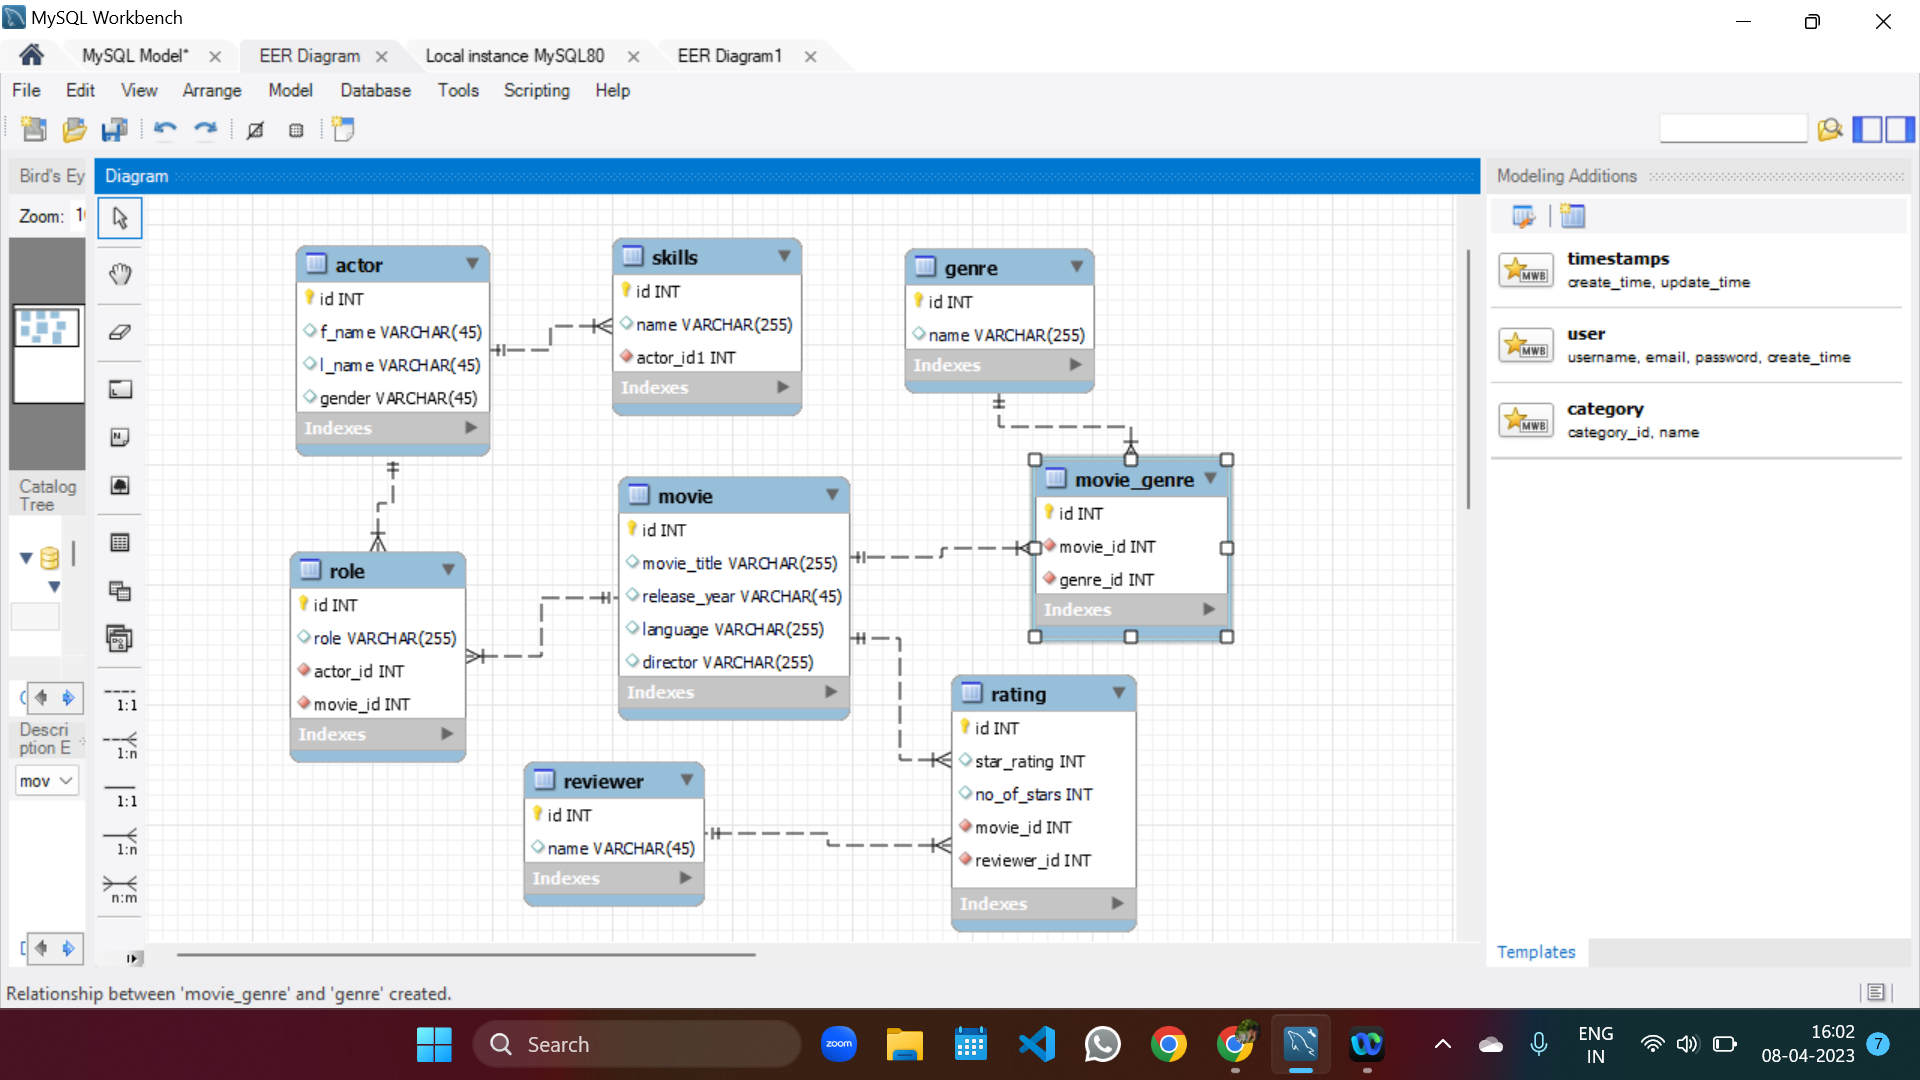 MySQL Workbench
MySQL Model*
EER Diagram
Local instance MySQL80
EER Diagram1
File Edit View Arrange Model Database Tools Scripting Help
Bird's Ey
Zoom: 1
Diagram
Modeling Additions
timestamps
create_time, update_time
user
username, email, password, create_time
category
category_id, name
Templates
Catalog
Tree
Descri
ption E
mov
1:1
1:n
1:1
1:n
n:m
actor
id INT
f_name VARCHAR(45)
l_name VARCHAR(45)
gender VARCHAR(45)
Indexes
skills
id INT
name VARCHAR(255)
actor_id1 INT
Indexes
genre
id INT
name VARCHAR(255)
Indexes
movie_genre
id INT
movie_id INT
genre_id INT
Indexes
movie
id INT
movie_title VARCHAR(255)
release_year VARCHAR(45)
language VARCHAR(255)
director VARCHAR(255)
Indexes
role
id INT
role VARCHAR(255)
actor_id INT
movie_id INT
Indexes
rating
id INT
star_rating INT
no_of_stars INT
movie_id INT
reviewer_id INT
Indexes
reviewer
id INT
name VARCHAR(45)
Indexes
Relationship between 'movie_genre' and 'genre' created.
Search
zoom
ENG
IN
16:02
08-04-2023
7